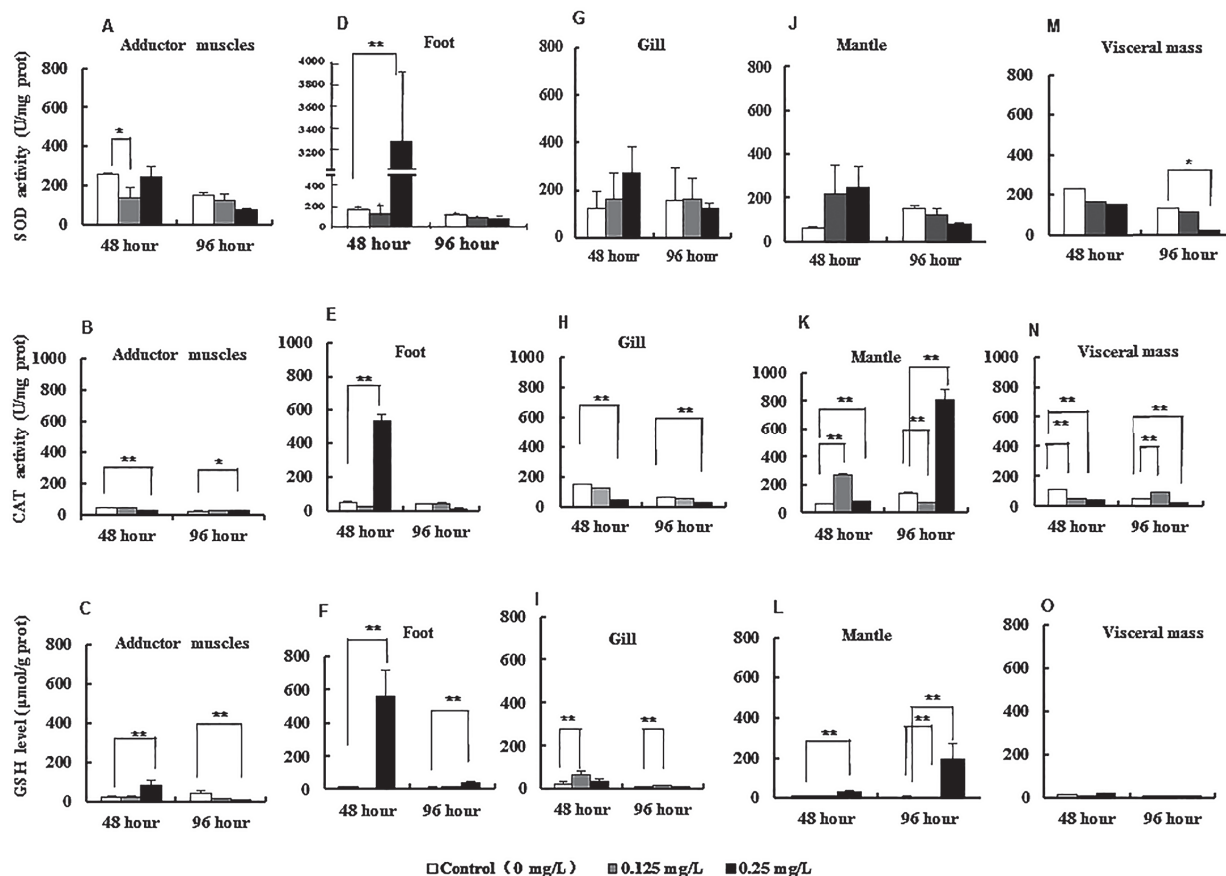 A
Adductor muscles
SOD activity (U/mg prot)
800
600
400
200
0
*
48 hour
96 hour
D
Foot
**
4000
3800
3600
3400
3200
400
200
0
48 hour
96 hour
G
Gill
800
600
400
200
0
48 hour
96 hour
J
Mantle
800
600
400
200
0
48 hour
96 hour
M
Visceral mass
800
600
400
200
0
*
48 hour
96 hour
B
Adductor muscles
CAT activity (U/mg prot)
1000
800
600
400
200
0
**
*
48 hour
96 hour
E
Foot
1000
800
600
400
200
0
**
48 hour
96 hour
H
Gill
1000
800
600
400
200
0
**
**
48 hour
96 hour
K
Mantle
1000
800
600
400
200
0
**
**
**
**
48 hour
96 hour
N
Visceral mass
1000
800
600
400
200
0
**
**
**
**
48 hour
96 hour
C
Adductor muscles
GSH level (μmol/g prot)
800
600
400
200
0
**
**
48 hour
96 hour
F
Foot
800
600
400
200
0
**
**
48 hour
96 hour
I
Gill
800
600
400
200
0
**
**
48 hour
96 hour
L
Mantle
800
600
400
200
0
**
**
**
48 hour
96 hour
O
Visceral mass
800
600
400
200
0
48 hour
96 hour
Control (0 mg/L) 0.125 mg/L 0.25 mg/L